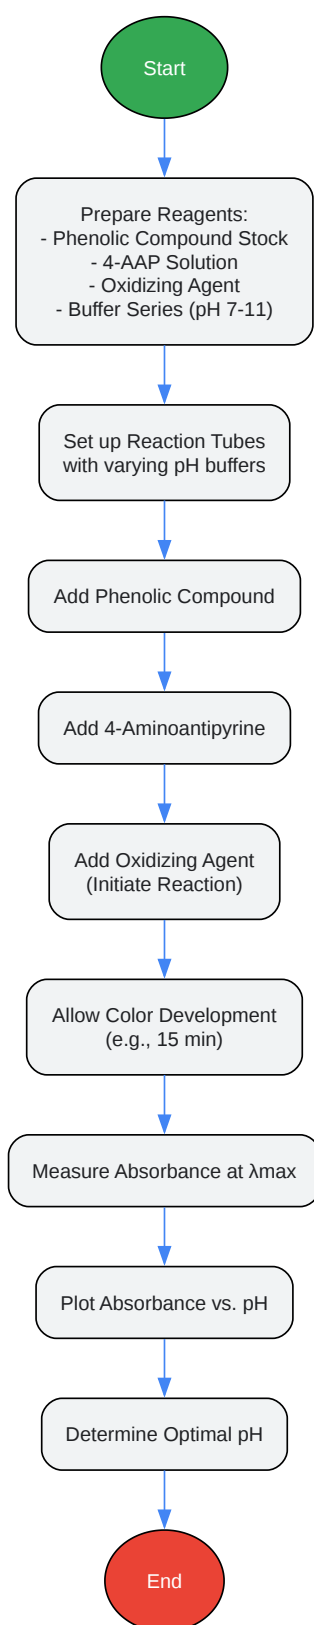 Start
Prepare Reagents:
- Phenolic Compound Stock
- 4-AAP Solution
- Oxidizing Agent
- Buffer Series (pH 7-11)
Set up Reaction Tubes
with varying pH buffers
Add Phenolic Compound
Add 4-Aminoantipyrine
Add Oxidizing Agent
(Initiate Reaction)
Allow Color Development
(e.g., 15 min)
Measure Absorbance at λmax
Plot Absorbance vs. pH
Determine Optimal pH
End